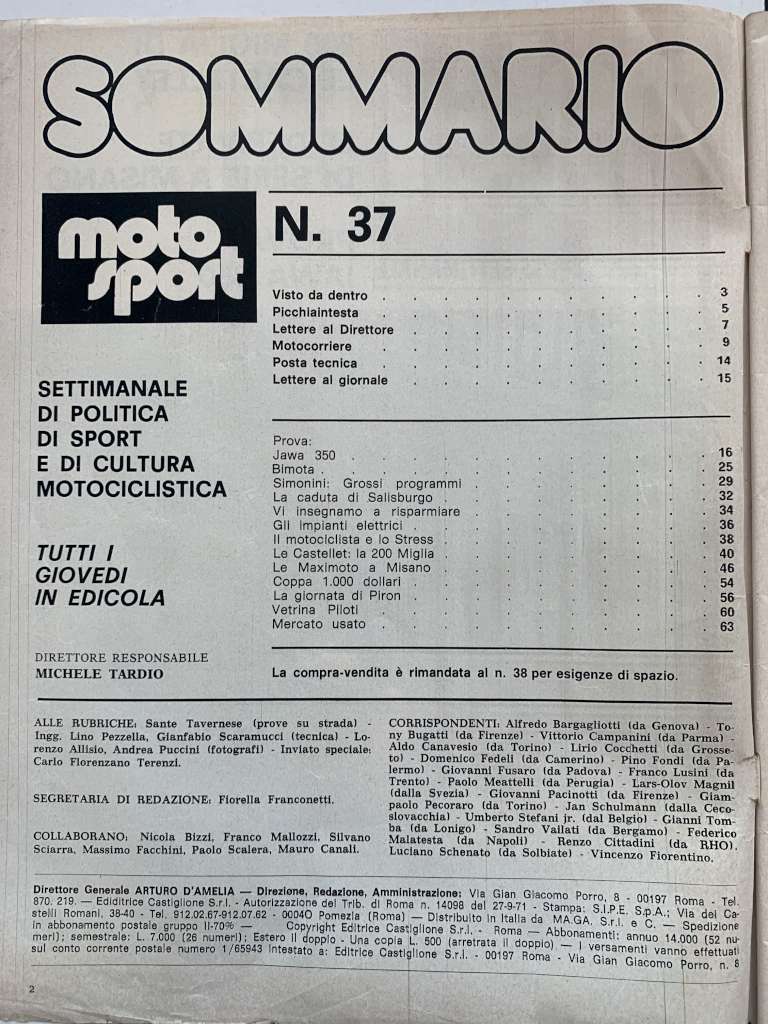 SOMMARIO
moto
sport
N. 37
Visto da dentro . . . . . . . . . 3
Picchiaintesta . . . . . . . . . 5
Lettere al Direttore . . . . . . . . 7
Motocorriere . . . . . . . . . 9
Posta tecnica . . . . . . . . . 14
Lettere al giornale . . . . . . . . 15
SETTIMANALE
DI POLITICA
DI SPORT
E DI CULTURA
MOTOCICLISTICA
TUTTI I
GIOVEDI
IN EDICOLA
Prova:
Jawa 350 . . . . . . . . . . 16
Bimota . . . . . . . . . . 25
Simonini: Grossi programmi . . . . . . 29
La caduta di Salisburgo . . . . . . . 32
Vi insegnamo a risparmiare . . . . . . 34
Gli impianti elettrici . . . . . . . . 36
Il motociclista e lo Stress . . . . . . . 38
Le Castellet: la 200 Miglia . . . . . . . 40
Le Maximoto a Misano . . . . . . . 46
Coppa 1.000 dollari . . . . . . . . 54
La giornata di Piron . . . . . . . . 56
Vetrina Piloti . . . . . . . . . 60
Mercato usato . . . . . . . . . 63
DIRETTORE RESPONSABILE
MICHELE TARDIO
La compra-vendita è rimandata al n. 38 per esigenze di spazio.
ALLE RUBRICHE: Sante Tavernese (prove su strada) -
Ingg. Lino Pezzella, Gianfabio Scaramucci (tecnica) - Lo-
renzo Allisio, Andrea Puccini (fotografi) - Inviato speciale:
Carlo Florenzano Terenzi.
SEGRETARIA DI REDAZIONE: Fiorella Franconetti.
COLLABORANO: Nicola Bizzi, Franco Mallozzi, Silvano
Sciarra, Massimo Facchini, Paolo Scalera, Mauro Canali.
CORRISPONDENTI: Alfredo Bargagliotti (da Genova) - To-
ny Bugatti (da Firenze) - Vittorio Campanini (da Parma) -
Aldo Canavesio (da Torino) - Lirio Cocchetti (da Grosse-
to) - Domenico Fedeli (da Camerino) - Pino Fondi (da Pa-
lermo) - Giovanni Fusaro (da Padova) - Franco Lusini (da
Trento) - Paolo Meattelli (da Perugia) - Lars-Olov Magnil
(dalla Svezia) - Giovanni Pacinotti (da Firenze) - Giam-
paolo Pecoraro (da Torino) - Jan Schulmann (dalla Ceco-
slovacchia) - Umberto Stefani jr. (dal Belgio) - Gianni Tom-
ba (da Lonigo) - Sandro Vailati (da Bergamo) - Federico
Malatesta (da Napoli) - Renzo Cittadini (da RHO),
Luciano Schenato (da Solbiate) - Vincenzo Fiorentino.
Direttore Generale ARTURO D'AMELIA — Direzione, Redazione, Amministrazione: Via Gian Giacomo Porro, 8 - 00197 Roma - Tel.
870. 219. — Ediditrice Castiglione S.r.l. - Autorizzazione del Trib. di Roma n. 14098 del 27-9-71 - Stampa: S.I.P.E. S.p.A.; Via dei Ca-
stelli Romani, 38-40 - Tel. 912.02.67-912.07.62 - 00040 Pomezia (Roma) — Distribuito in Italia da MA.GA. S.r.l. e C. — Spedizione
in abbonamento postale gruppo II-70% — Copyright Editrice Castiglione S.r.l. - Roma — Abbonamenti: annuo 14.000 (52 nu-
meri); semestrale: L. 7.000 (26 numeri); Estero il doppio - Una copia L. 500 (arretrata il doppio) — I versamenti vanno effettuati
sul conto corrente postale numero 1/65943 intestato a: Editrice Castiglione S.r.l. - 00197 Roma - Via Gian Giacomo Porro, n. 8
2